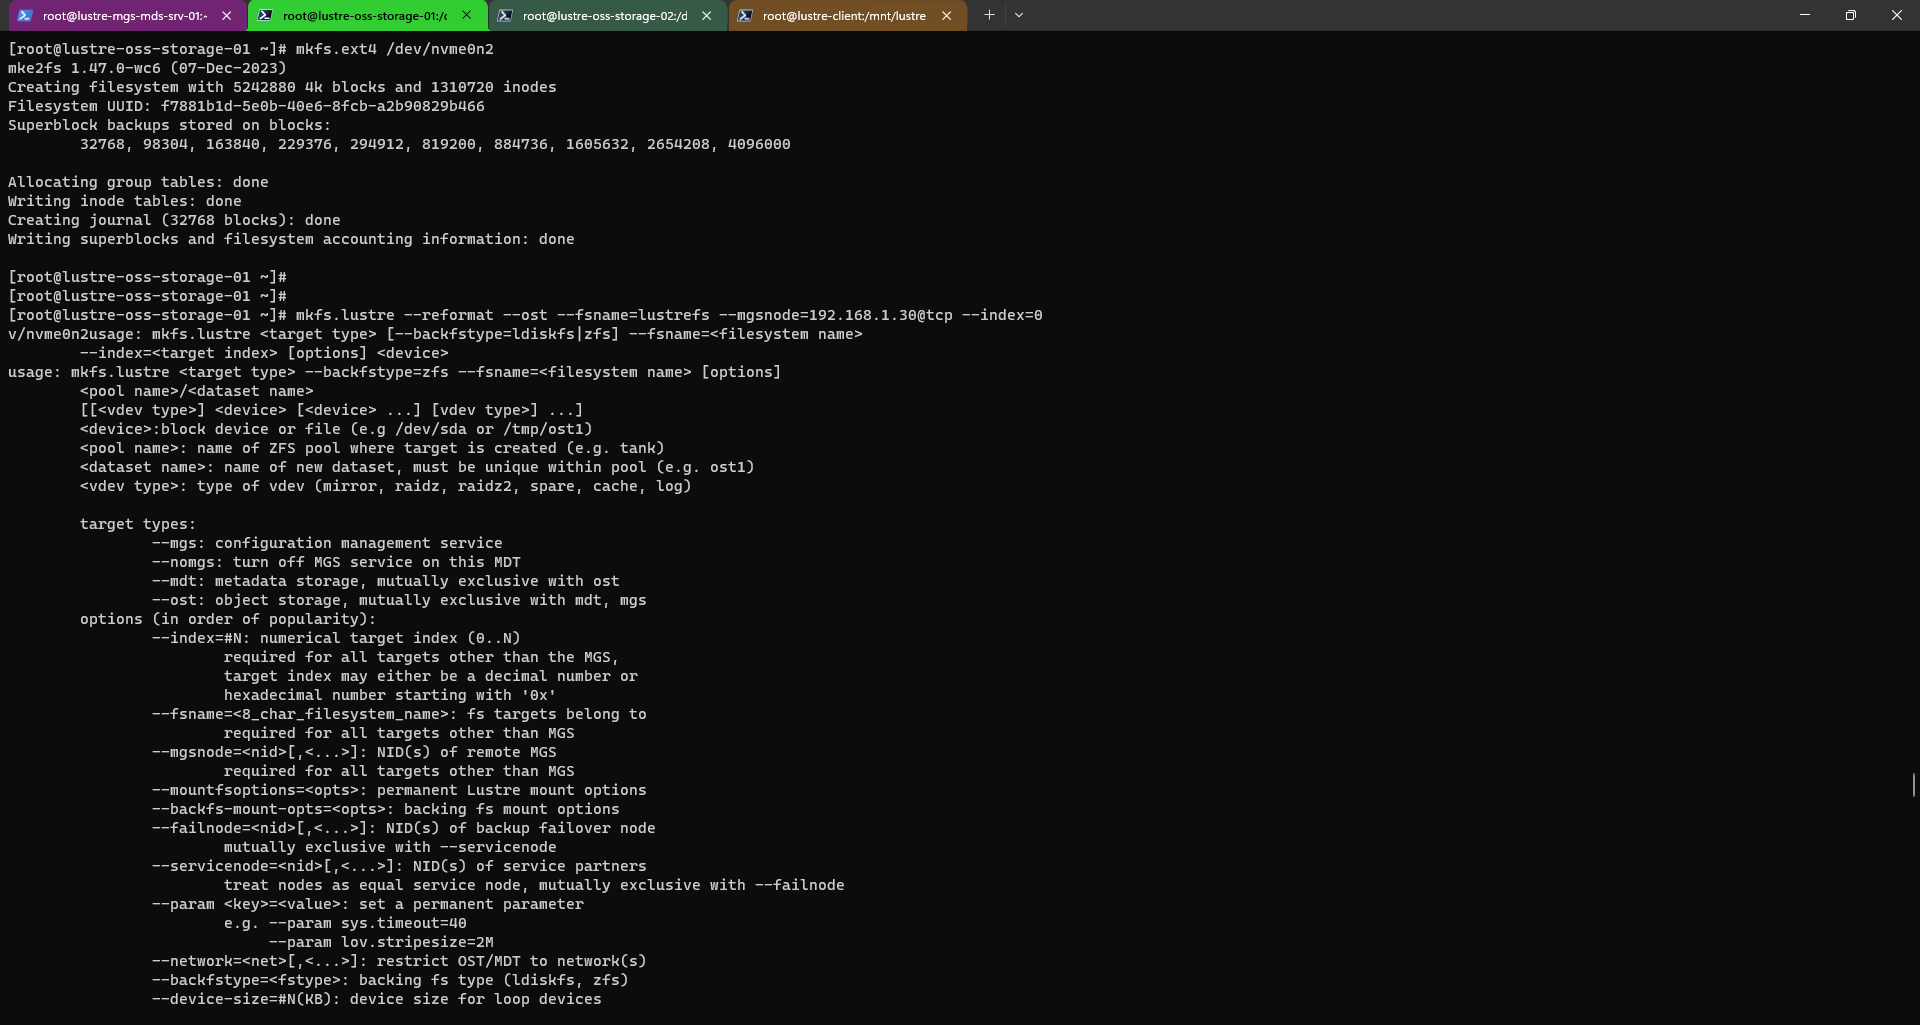 root@lustre-mgs-mds-srv-01:~
root@lustre-oss-storage-01:/c
root@lustre-oss-storage-02:/d
root@lustre-client:/mnt/lustre
[root@lustre-oss-storage-01 ~]# mkfs.ext4 /dev/nvme0n2
mke2fs 1.47.0-wc6 (07-Dec-2023)
Creating filesystem with 5242880 4k blocks and 1310720 inodes
Filesystem UUID: f7881b1d-5e0b-40e6-8fcb-a2b90829b466
Superblock backups stored on blocks:
32768, 98304, 163840, 229376, 294912, 819200, 884736, 1605632, 2654208, 4096000
Allocating group tables: done
Writing inode tables: done
Creating journal (32768 blocks): done
Writing superblocks and filesystem accounting information: done
[root@lustre-oss-storage-01 ~]#
[root@lustre-oss-storage-01 ~]#
[root@lustre-oss-storage-01 ~]# mkfs.lustre --reformat --ost --fsname=lustrefs --mgsnode=192.168.1.30@tcp --index=0
v/nvme0n2usage: mkfs.lustre <target type> [--backfstype=ldiskfs|zfs] --fsname=<filesystem name>
--index=<target index> [options] <device>
usage: mkfs.lustre <target type> --backfstype=zfs --fsname=<filesystem name> [options]
<pool name>/<dataset name>
[[<vdev type>] <device> [<device> ...] [vdev type>] ...]
<device>:block device or file (e.g /dev/sda or /tmp/ost1)
<pool name>: name of ZFS pool where target is created (e.g. tank)
<dataset name>: name of new dataset, must be unique within pool (e.g. ost1)
<vdev type>: type of vdev (mirror, raidz, raidz2, spare, cache, log)
target types:
--mgs: configuration management service
--nomgs: turn off MGS service on this MDT
--mdt: metadata storage, mutually exclusive with ost
--ost: object storage, mutually exclusive with mdt, mgs
options (in order of popularity):
--index=#N: numerical target index (0..N)
required for all targets other than the MGS,
target index may either be a decimal number or
hexadecimal number starting with '0x'
--fsname=<8_char_filesystem_name>: fs targets belong to
required for all targets other than MGS
--mgsnode=<nid>[,<...>]: NID(s) of remote MGS
required for all targets other than MGS
--mountfsoptions=<opts>: permanent Lustre mount options
--backfs-mount-opts=<opts>: backing fs mount options
--failnode=<nid>[,<...>]: NID(s) of backup failover node
mutually exclusive with --servicenode
--servicenode=<nid>[,<...>]: NID(s) of service partners
treat nodes as equal service node, mutually exclusive with --failnode
--param <key>=<value>: set a permanent parameter
e.g. --param sys.timeout=40
--param lov.stripesize=2M
--network=<net>[,<...>]: restrict OST/MDT to network(s)
--backfstype=<fstype>: backing fs type (ldiskfs, zfs)
--device-size=#N(KB): device size for loop devices